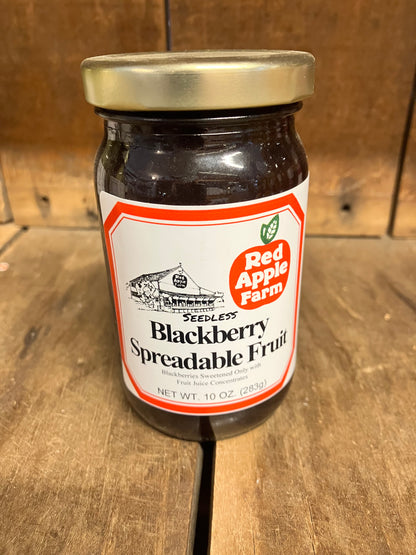 Red
Apple
Farm
SEEDLESS
Blackberry
Spreadable Fruit
Blackberries Sweetened Only with
Fruit Juice Concentrates
NET WT. 10 OZ. (283g)